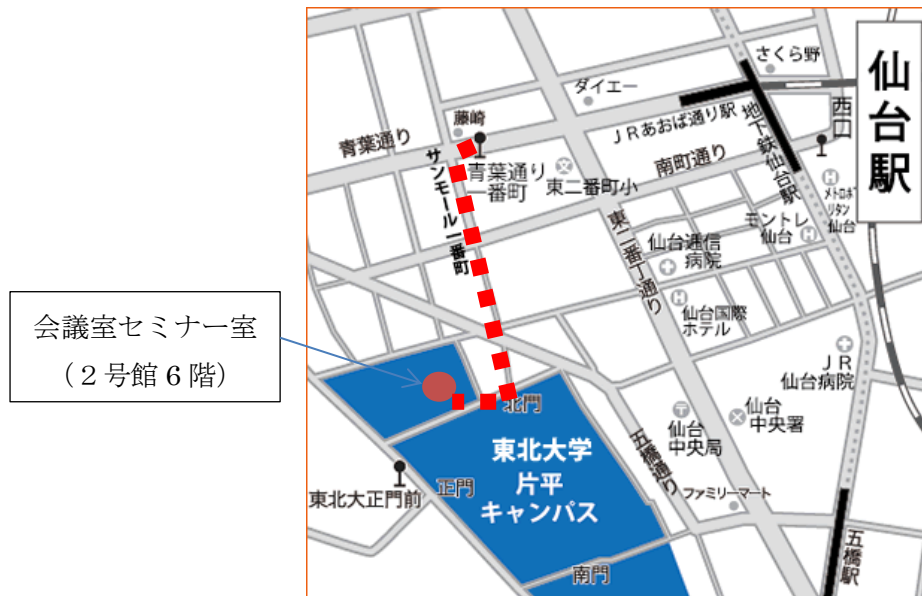 会議室セミナー室
（２号館６階）
仙台駅
さくら野
ダイエー
西口
ＪＲあおば通り駅
地下鉄仙台駅
藤崎
青葉通り
サンモール一番町
青葉通り
一番町
東二番町小
南町通り
メトロポ
リタン
仙台
モントレ
仙台
東二番丁通り
仙台逓信
病院
仙台国際
ホテル
ＪＲ
仙台病院
北門
仙台
中央局
仙台
中央署
五橋通り
東北大学
片平
キャンパス
正門
東北大正門前
ファミリーマート
南門
五橋駅